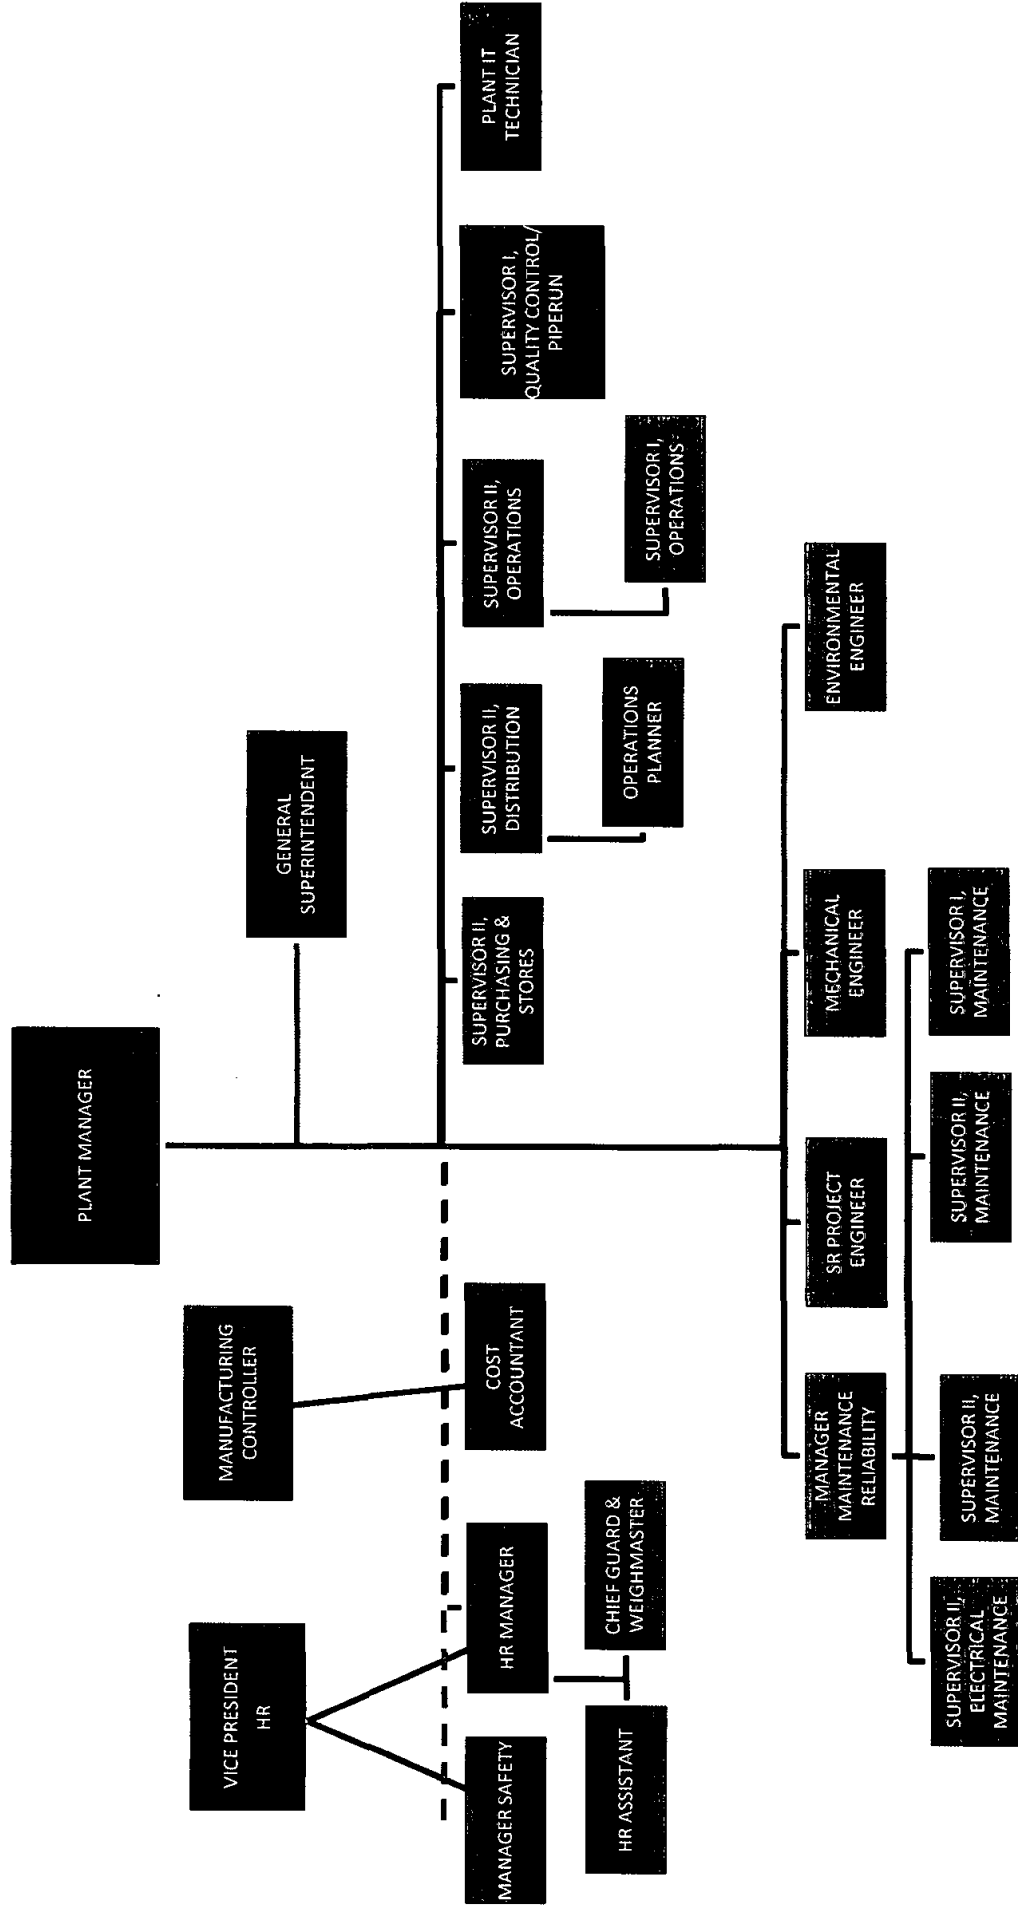 PLANT MANAGER
GENERAL
SUPERINTENDENT
MANUFACTURING
CONTROLLER
VICE PRESIDENT
HR
MANAGER SAFETY
HR MANAGER
COST
ACCOUNTANT
SUPERVISOR II,
PURCHASING &
STORES
SUPERVISOR II,
DISTRIBUTION
SUPERVISOR II,
OPERATIONS
SUPERVISOR I,
QUALITY CONTROL/
PIPERUN
PLANT IT
TECHNICIAN
HR ASSISTANT
CHIEF GUARD &
WEIGHMASTER
OPERATIONS
PLANNER
SUPERVISOR I,
OPERATIONS
MANAGER
MAINTENANCE
RELIABILITY
SR PROJECT
ENGINEER
MECHANICAL
ENGINEER
ENVIRONMENTAL
ENGINEER
SUPERVISOR II,
ELECTRICAL
MAINTENANCE
SUPERVISOR II,
MAINTENANCE
SUPERVISOR II,
MAINTENANCE
SUPERVISOR I,
MAINTENANCE